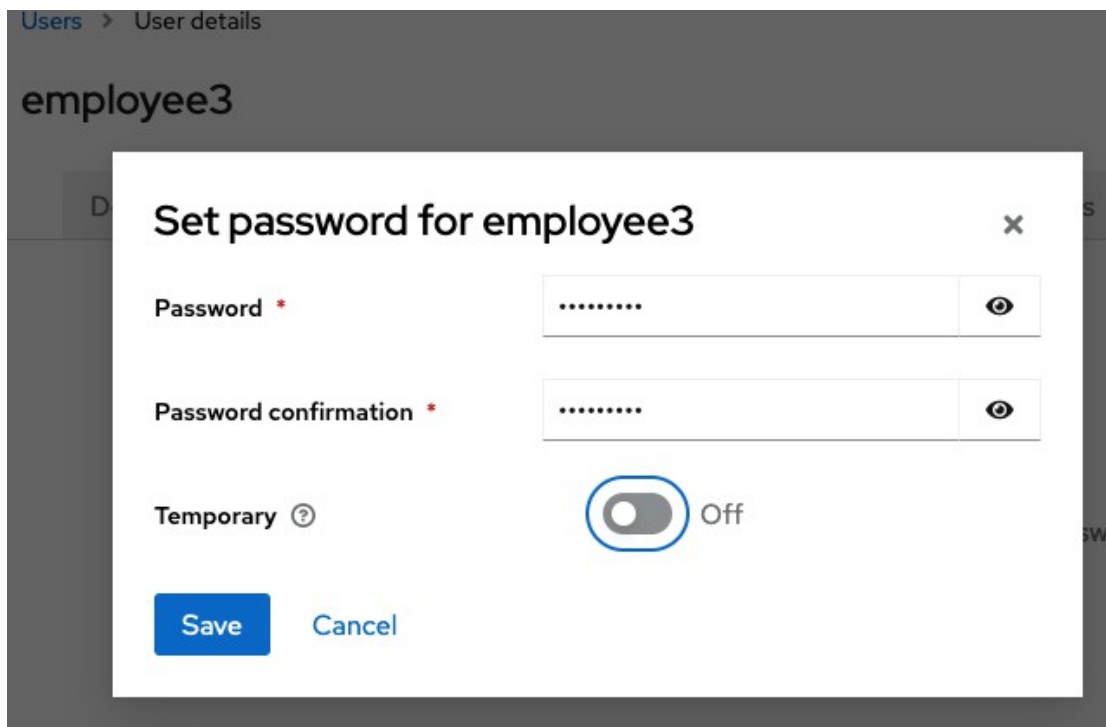 Users > User details
employee3
Set password for employee3
Password *
•••••••••
Password confirmation *
•••••••••
Temporary
Off
Save Cancel